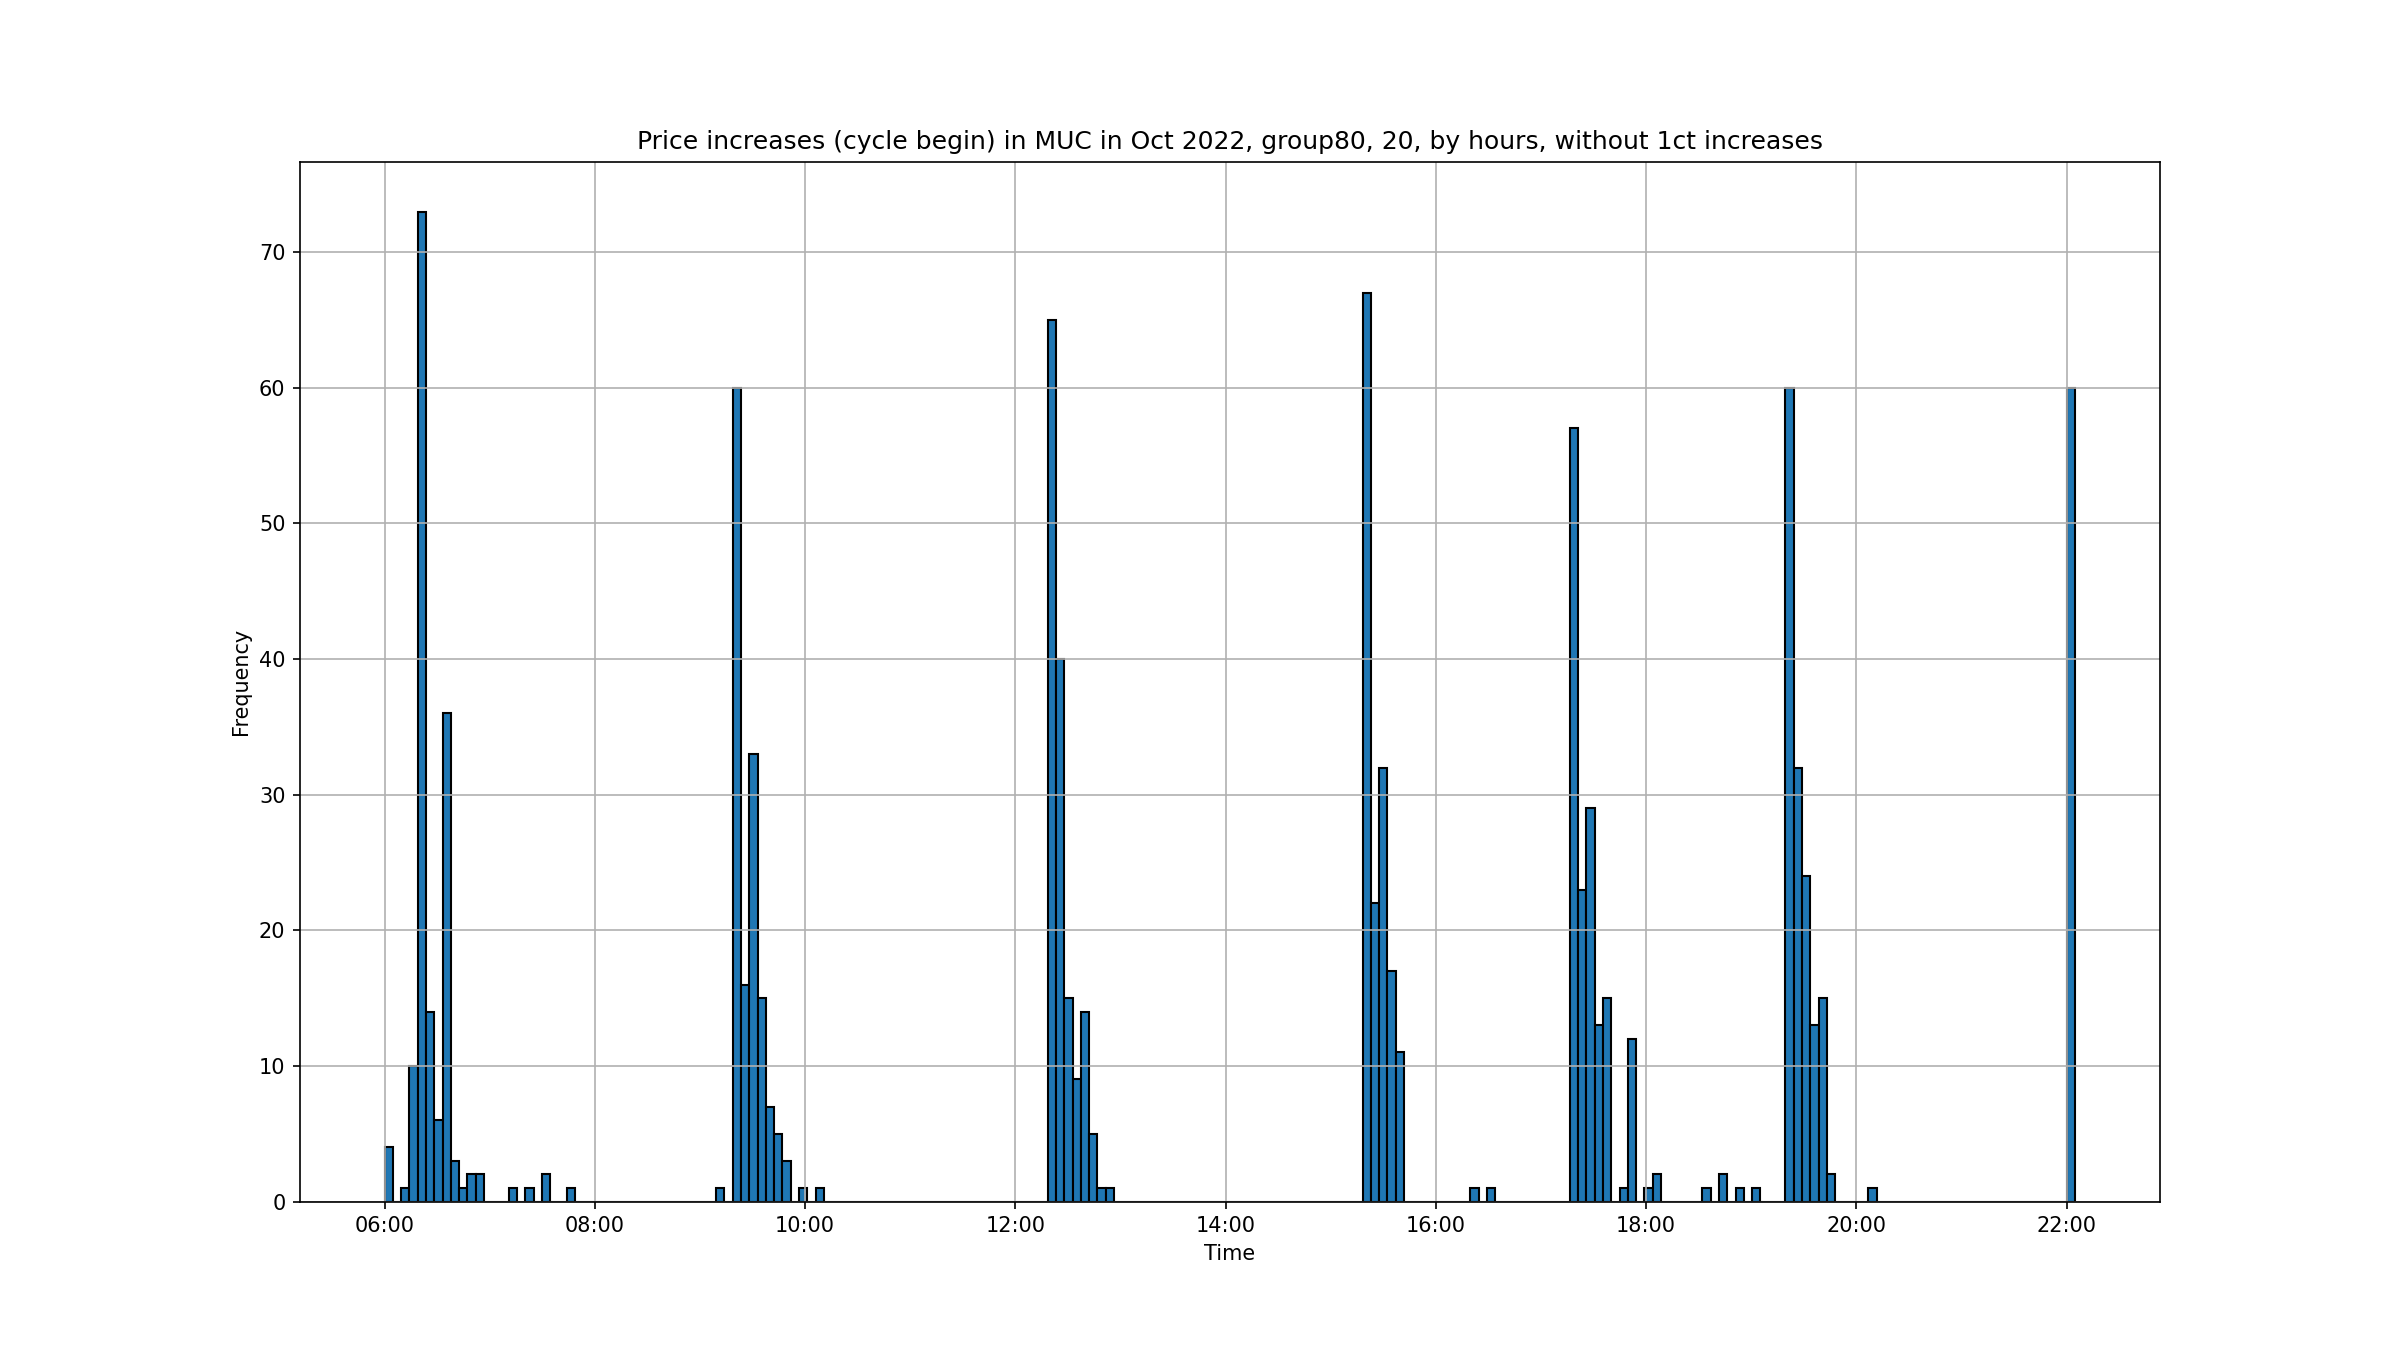 Price increases (cycle begin) in MUC in Oct 2022, group80, 20, by hours, without 1ct increases
70
60
50
40
30
20
10
0
Frequency
06:00 08:00 10:00 12:00 14:00 16:00 18:00 20:00 22:00
Time